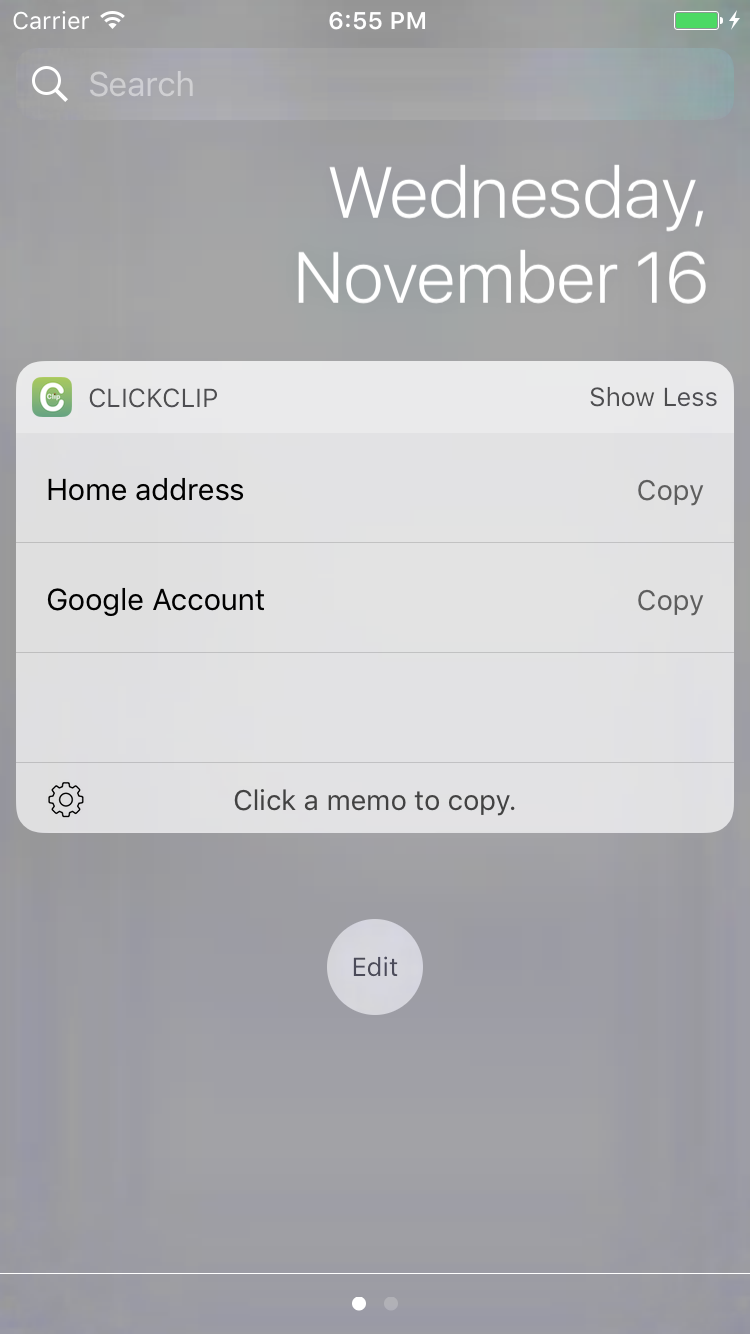 Carrier 6:55 PM
Search
Wednesday,
November 16
C Clip CLICKCLIP Show Less
Home address Copy
Google Account Copy
Click a memo to copy.
Edit